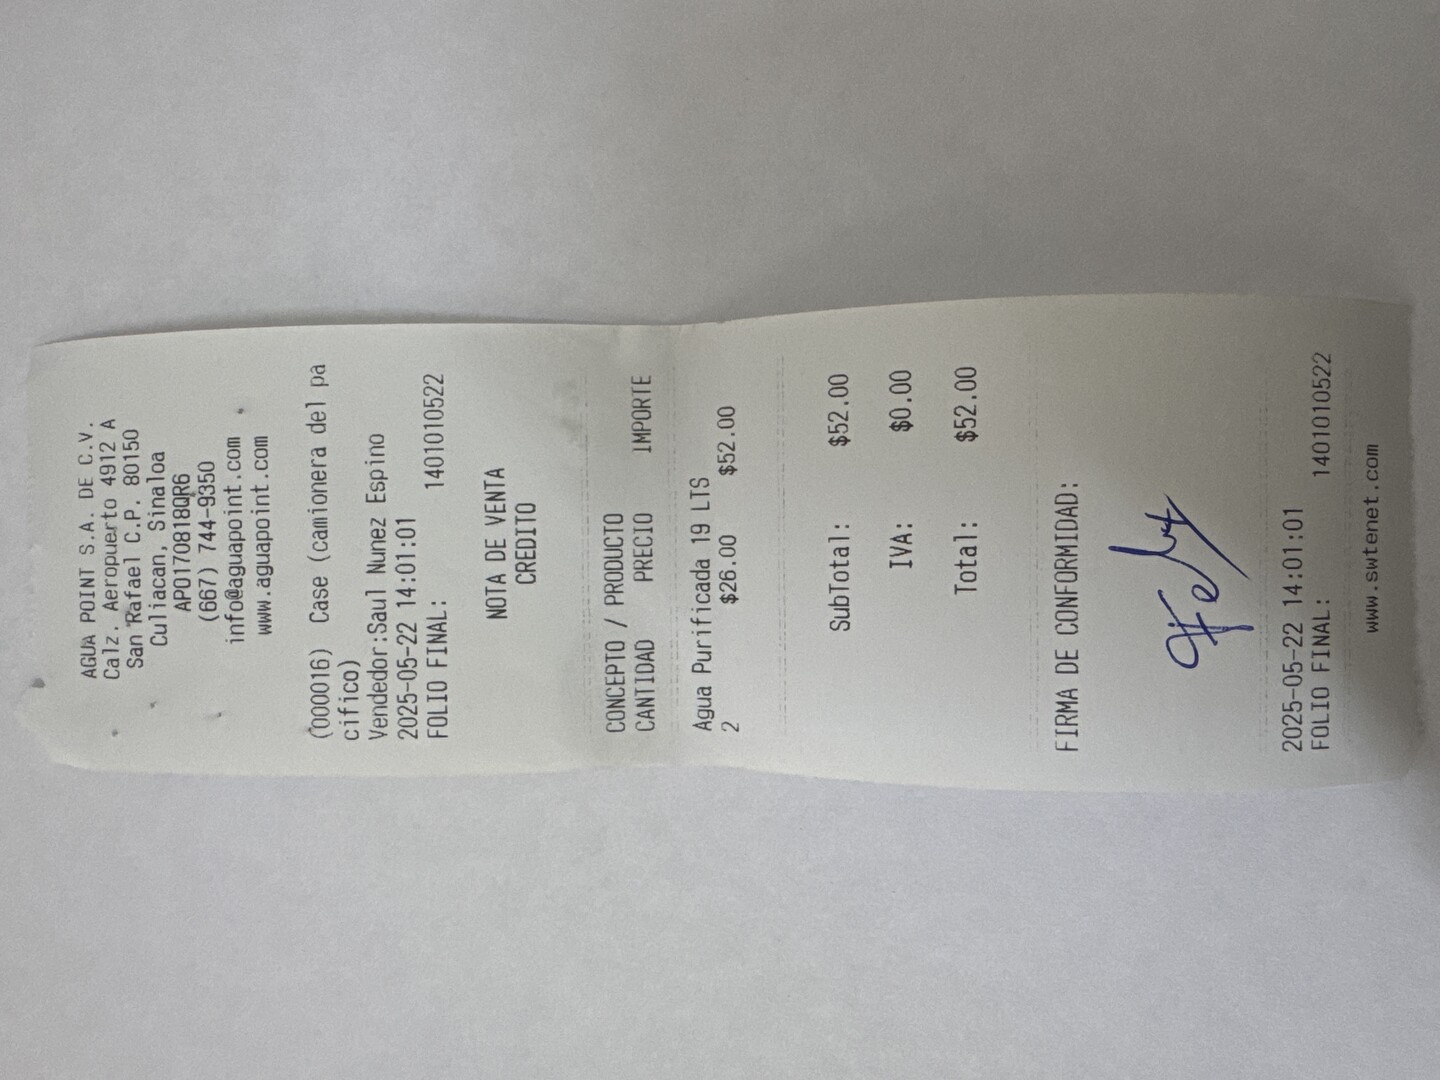 AGUA POINT S.A. DE C.V.
Calz. Aeropuerto 4912 A
San Rafael C.P. 80150
Culiacan, Sinaloa
APO170818QR6
(667) 744-9350
info@aguapoint.com
www.aguapoint.com
(000016) Case (camionera del pa
cifico)
Vendedor:Saul Nunez Espino
2025-05-22 14:01:01
FOLIO FINAL: 1401010522
NOTA DE VENTA
CREDITO
CONCEPTO / PRODUCTO
CANTIDAD PRECIO IMPORTE
Agua Purificada 19 LTS
2 $26.00 $52.00
SubTotal: $52.00
IVA: $0.00
Total: $52.00
FIRMA DE CONFORMIDAD:
2025-05-22 14:01:01
FOLIO FINAL: 1401010522
www.swtenet.com